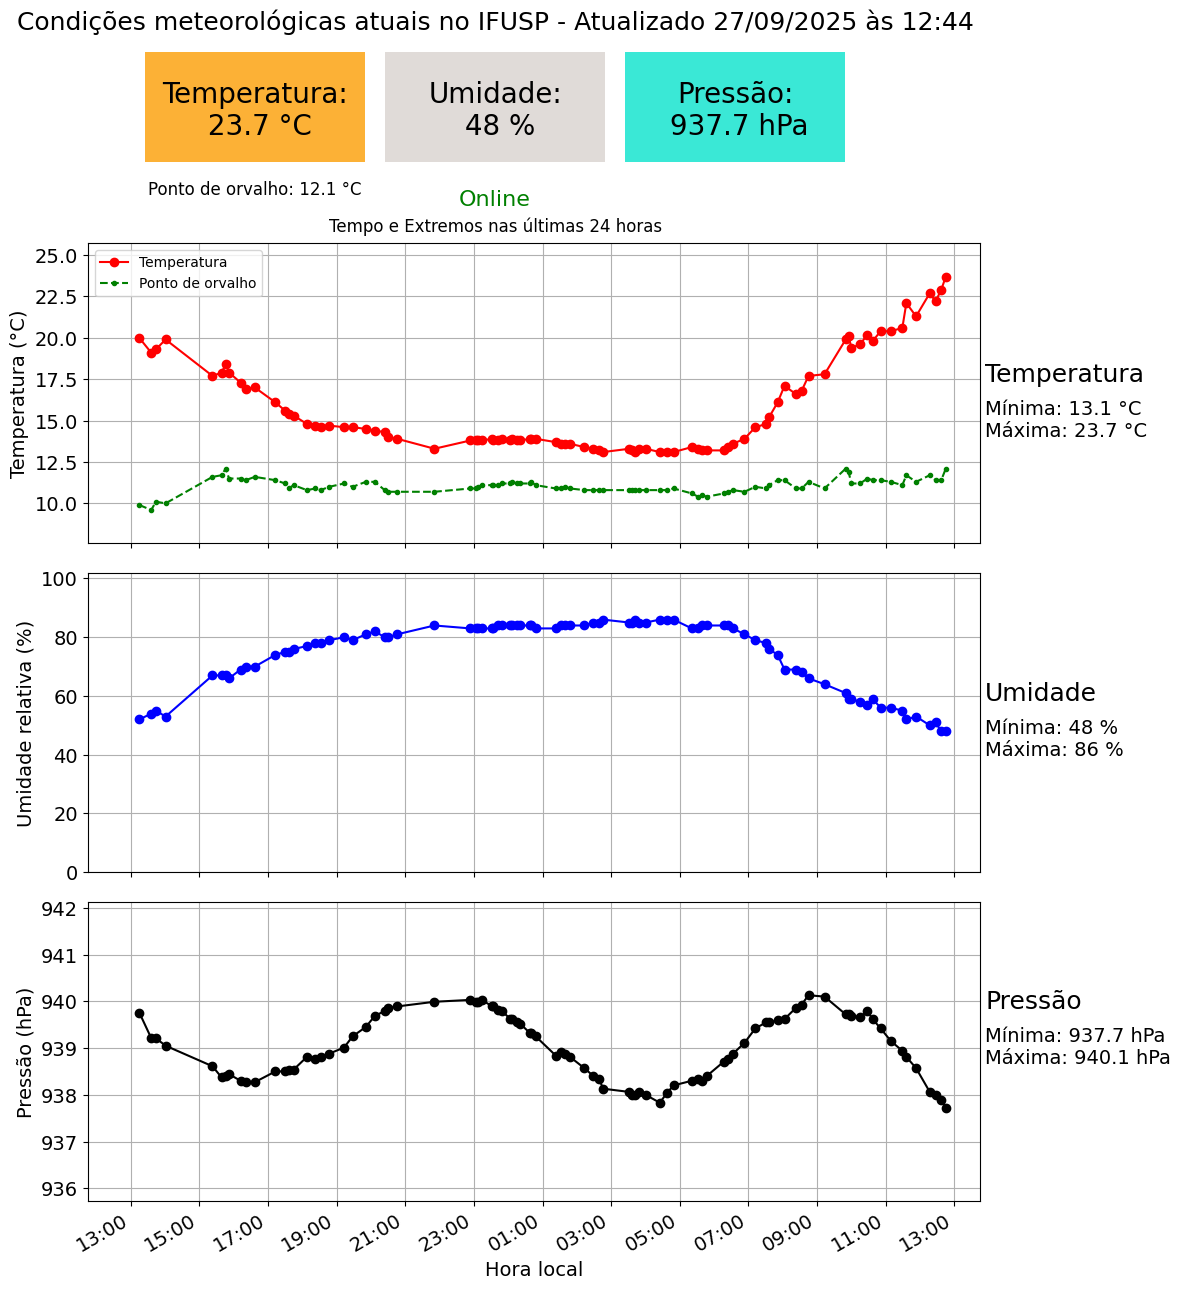 Condições meteorológicas atuais no IFUSP - Atualizado 27/09/2025 às 12:44
Temperatura:
23.7 °C
Umidade:
48 %
Pressão:
937.7 hPa
Ponto de orvalho: 12.1 °C
Online
Tempo e Extremos nas últimas 24 horas
Temperatura
Ponto de orvalho
Temperatura (°C)
25.0
22.5
20.0
17.5
15.0
12.5
10.0
Temperatura
Mínima: 13.1 °C
Máxima: 23.7 °C
Umidade relativa (%)
100
80
60
40
20
0
Umidade
Mínima: 48 %
Máxima: 86 %
Pressão (hPa)
942
941
940
939
938
937
936
Pressão
Mínima: 937.7 hPa
Máxima: 940.1 hPa
13:00 15:00 17:00 19:00 21:00 23:00 01:00 03:00 05:00 07:00 09:00 11:00 13:00
Hora local